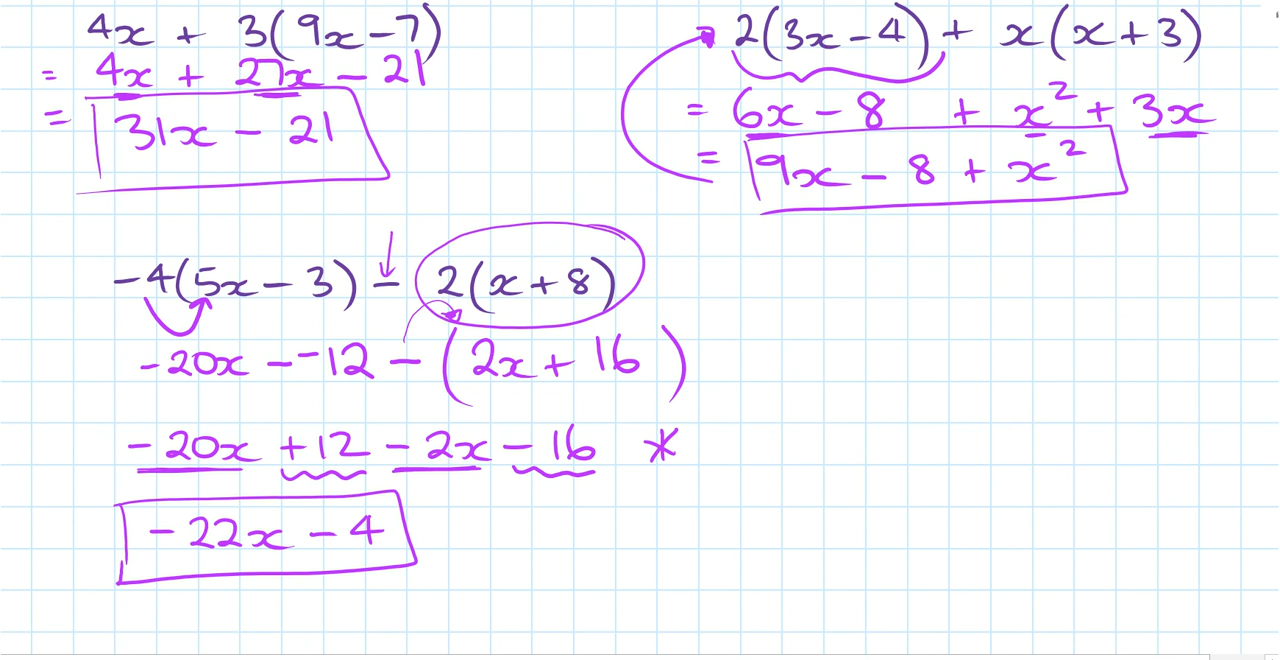 4x + 3(9x-7)
= 4x + 27x - 21
= 31x - 21
2(3x-4) + x(x+3)
= 6x - 8 + x² + 3x
= 9x - 8 + x²
-4(5x-3) - 2(x+8)
-20x - -12 - (2x+16)
-20x +12 -2x -16 *
-22x - 4